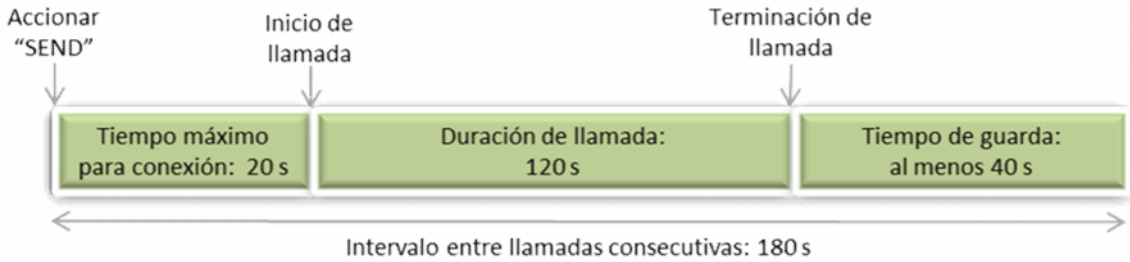 Accionar
“SEND”
Inicio de
llamada
Terminación de
llamada
Tiempo máximo
para conexión: 20 s
Duración de llamada:
120 s
Tiempo de guarda:
al menos 40 s
Intervalo entre llamadas consecutivas: 180 s